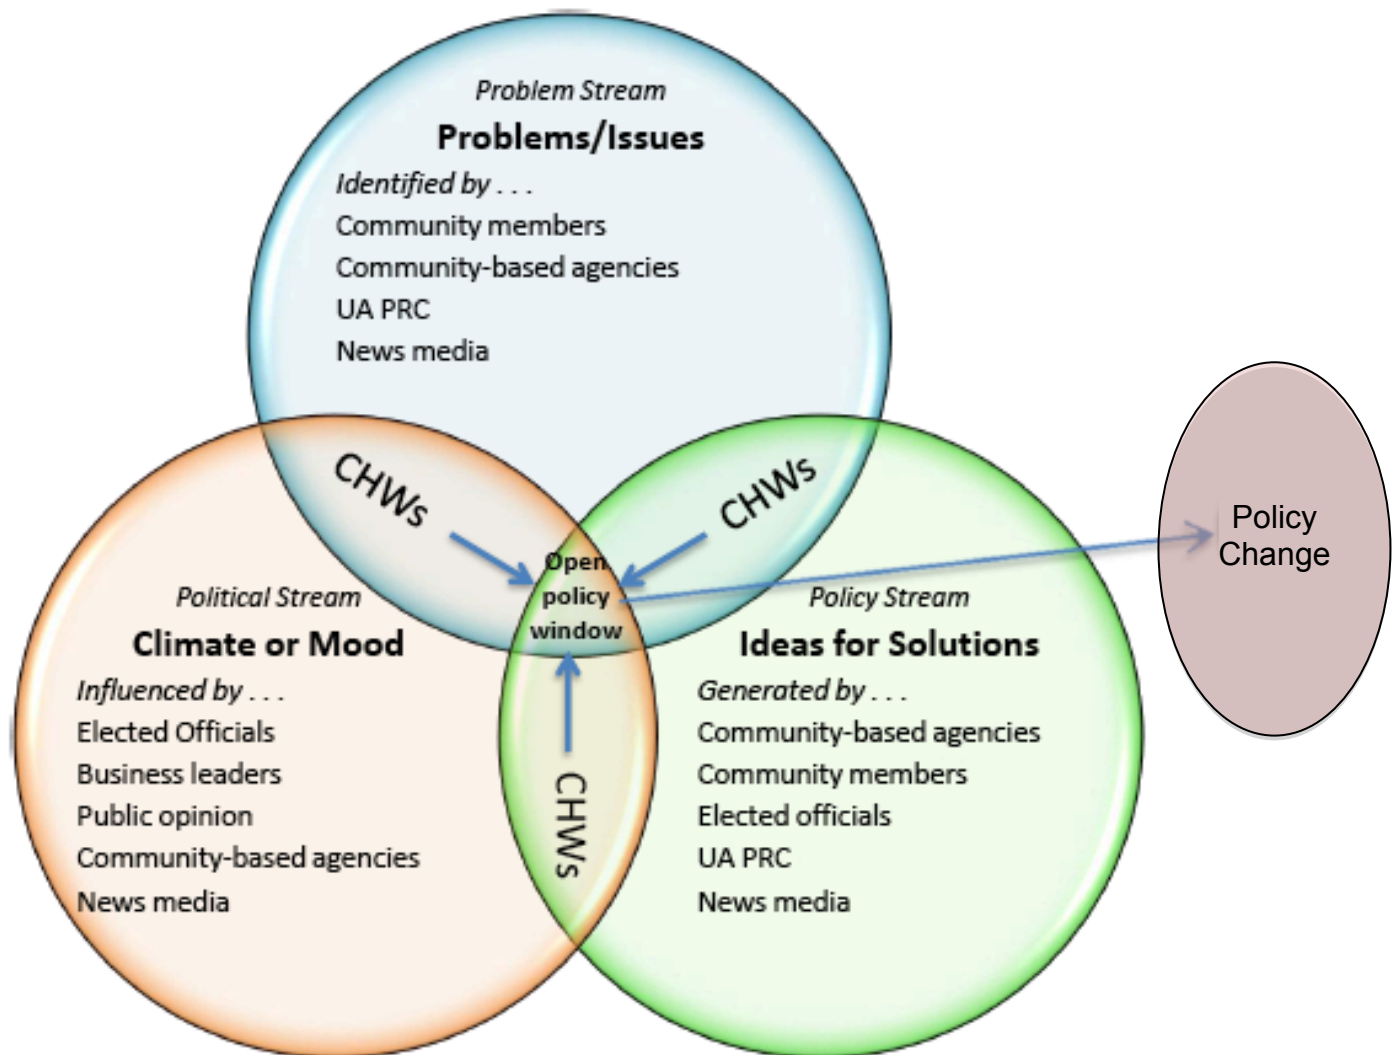 Problem Stream
Problems/Issues
Identified by . . .
Community members
Community-based agencies
UA PRC
News media
CHWs
CHWs
Open
policy
window
Political Stream
Climate or Mood
Influenced by . . .
Elected Officials
Business leaders
Public opinion
Community-based agencies
News media
CHWs
Policy Stream
Ideas for Solutions
Generated by . . .
Community-based agencies
Community members
Elected officials
UA PRC
News media
Policy
Change